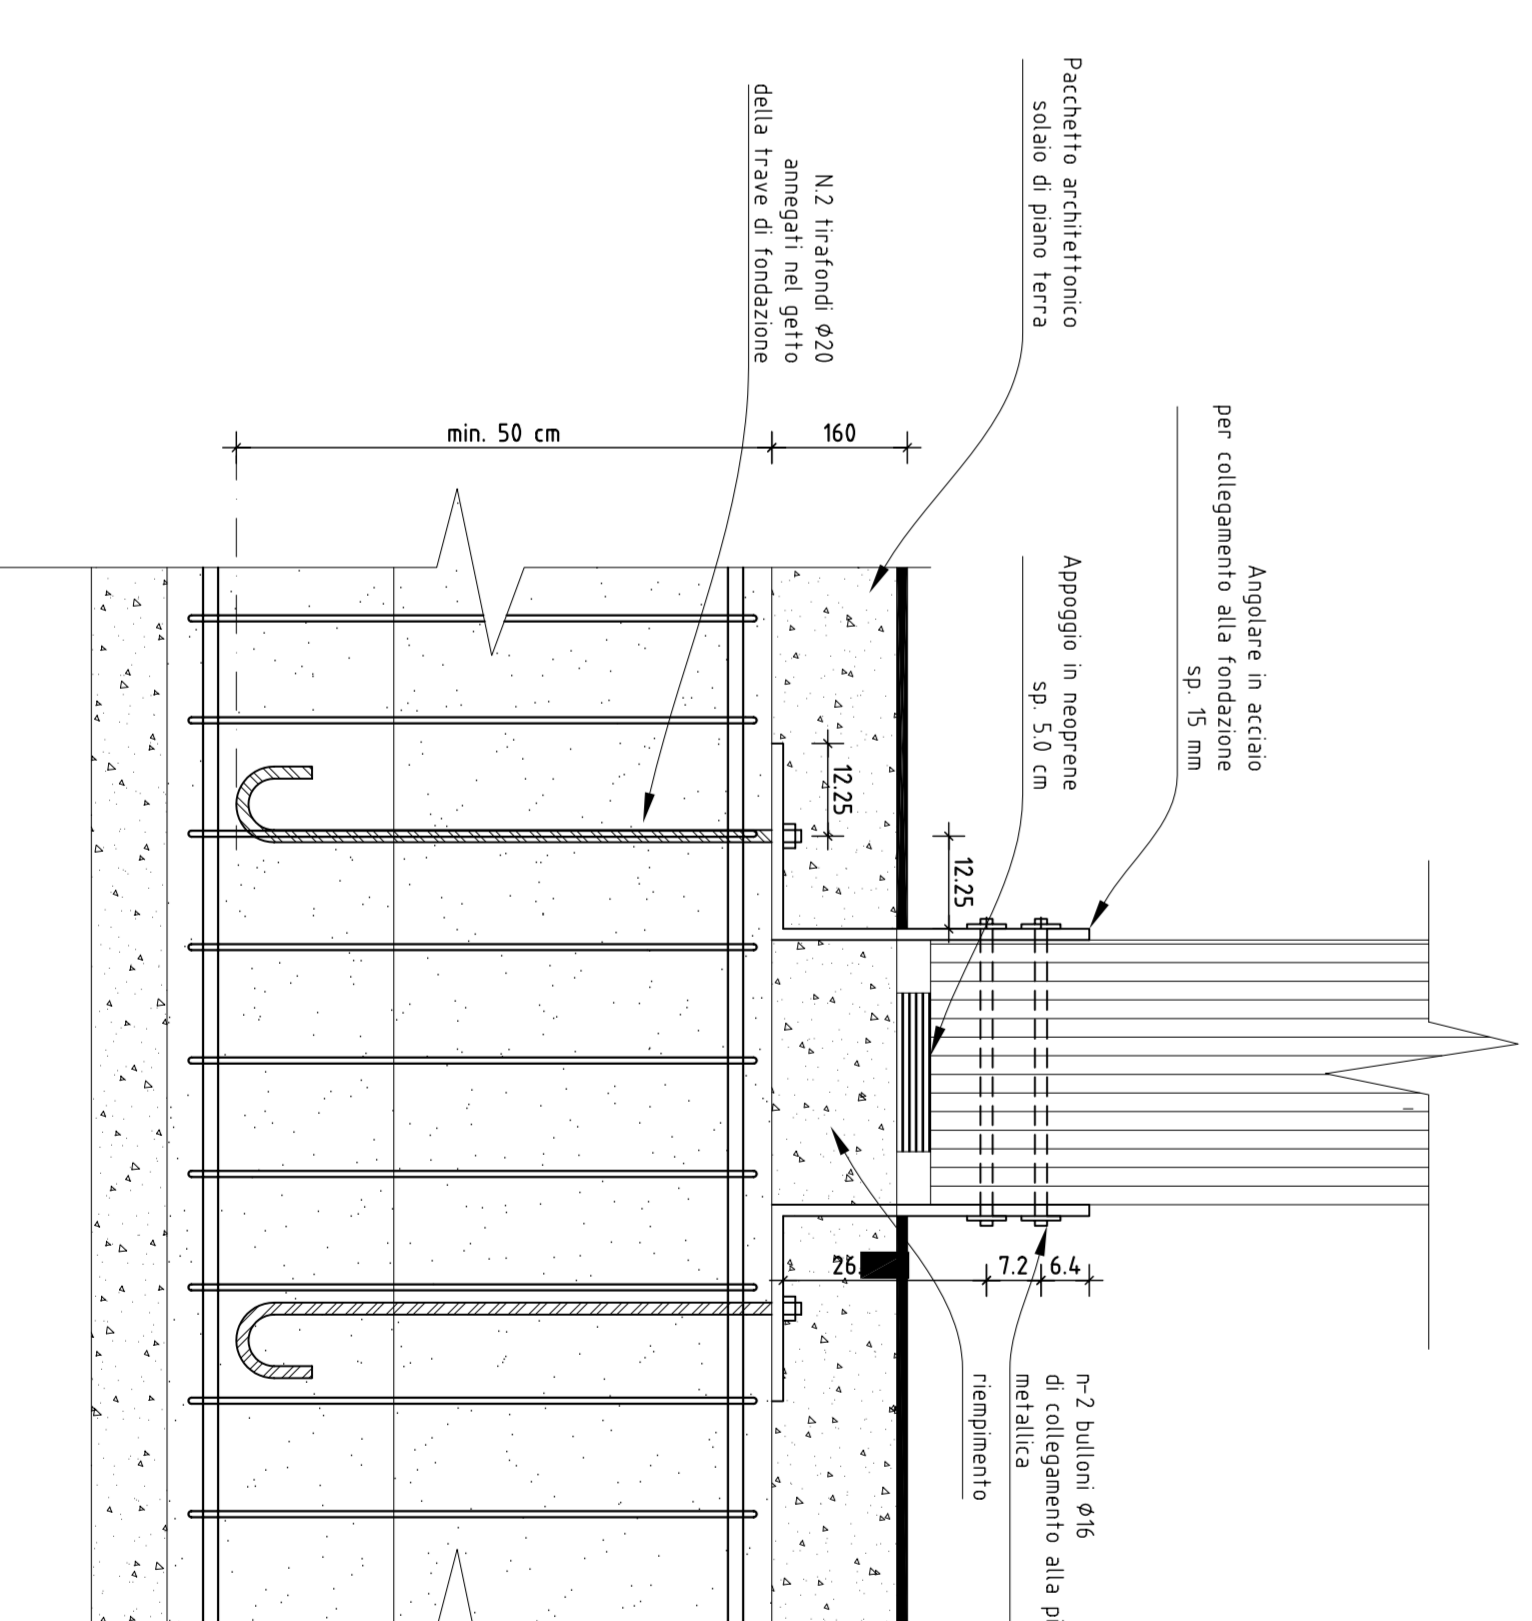 Pacchetto architettonico
solaio di piano terra
N.2 tirafondi Ø20
annegati nel getto
della trave di fondazione
Angolare in acciaio
per collegamento alla fondazione
sp. 15 mm
Appoggio in neoprene
sp. 5.0 cm
min. 50 cm
160
12.25
12.25
26.
7.2
6.4
n-2 bulloni Ø16
di collegamento alla
metallica
riempimento